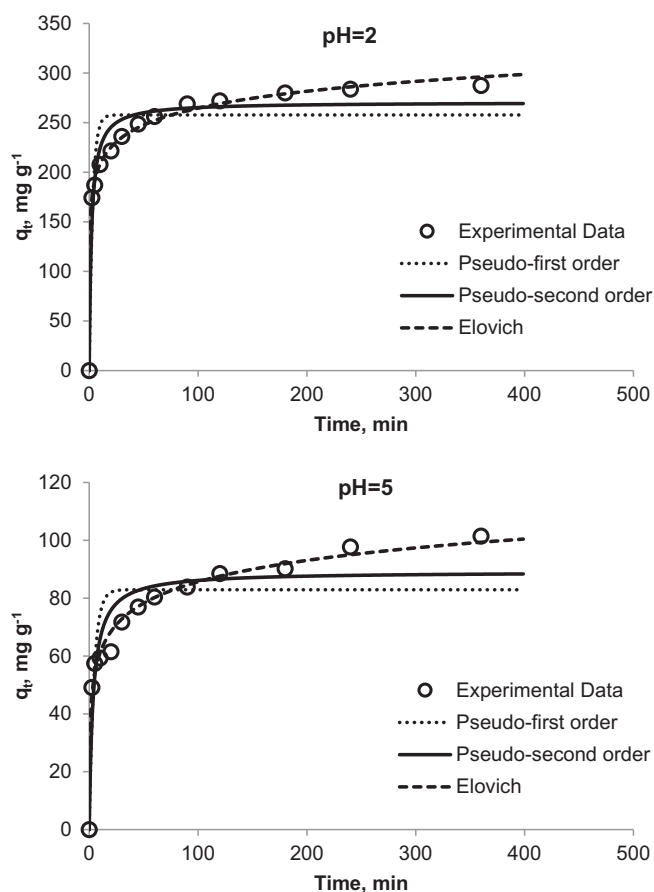 pH=2
350
300
250
200
150
100
50
0
qt, mg g-1
0 100 200 300 400 500
Time, min
Experimental Data
Pseudo-first order
Pseudo-second order
Elovich
pH=5
120
100
80
60
40
20
0
qt, mg g-1
0 100 200 300 400 500
Time, min
Experimental Data
Pseudo-first order
Pseudo-second order
Elovich